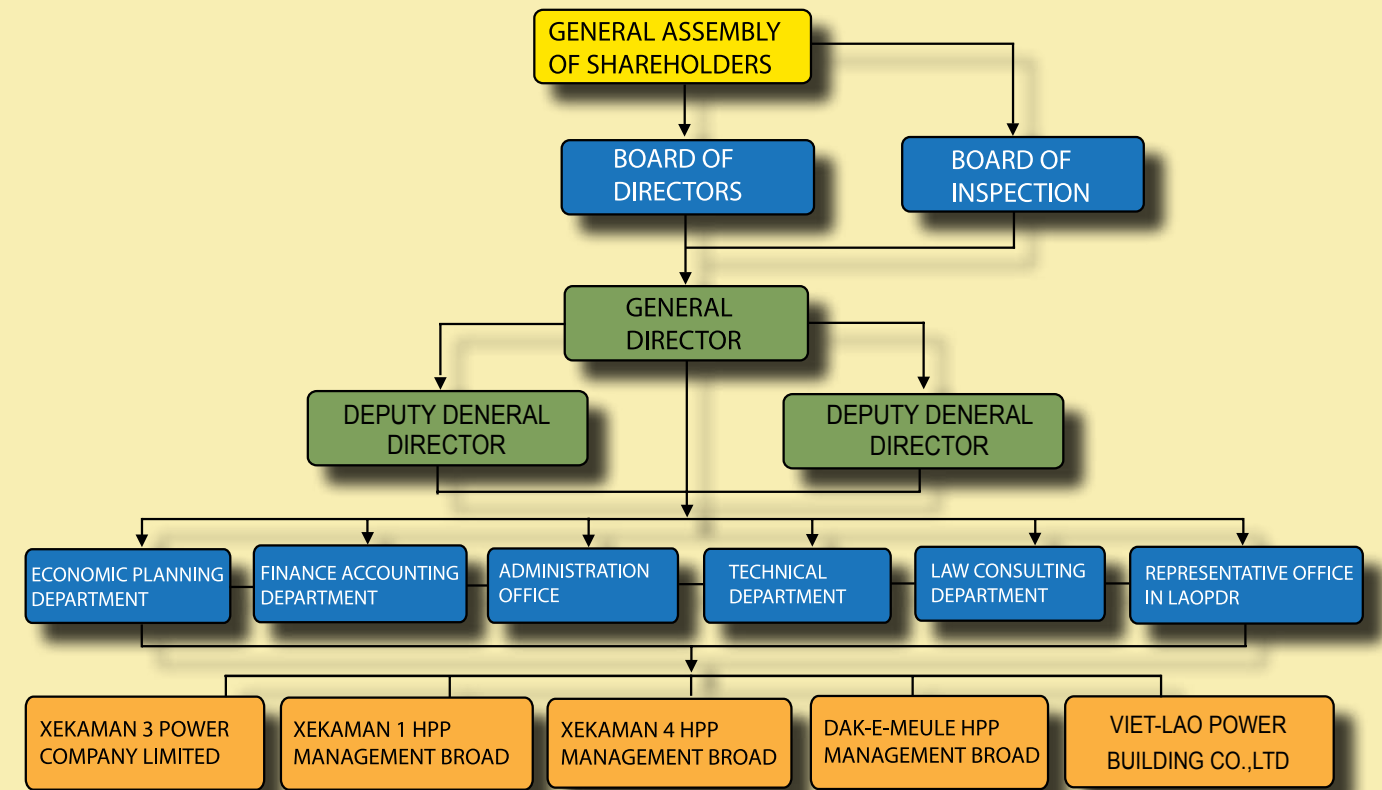 GENERAL ASSEMBLY
OF SHAREHOLDERS
BOARD OF
DIRECTORS
BOARD OF
INSPECTION
GENERAL
DIRECTOR
DEPUTY DENERAL
DIRECTOR
DEPUTY DENERAL
DIRECTOR
ECONOMIC PLANNING
DEPARTMENT
FINANCE ACCOUNTING
DEPARTMENT
ADMINISTRATION
OFFICE
TECHNICAL
DEPARTMENT
LAW CONSULTING
DEPARTMENT
REPRESENTATIVE OFFICE
IN LAOPDR
XEKAMAN 3 POWER
COMPANY LIMITED
XEKAMAN 1 HPP
MANAGEMENT BROAD
XEKAMAN 4 HPP
MANAGEMENT BROAD
DAK-E-MEULE HPP
MANAGEMENT BROAD
VIET-LAO POWER
BUILDING CO.,LTD